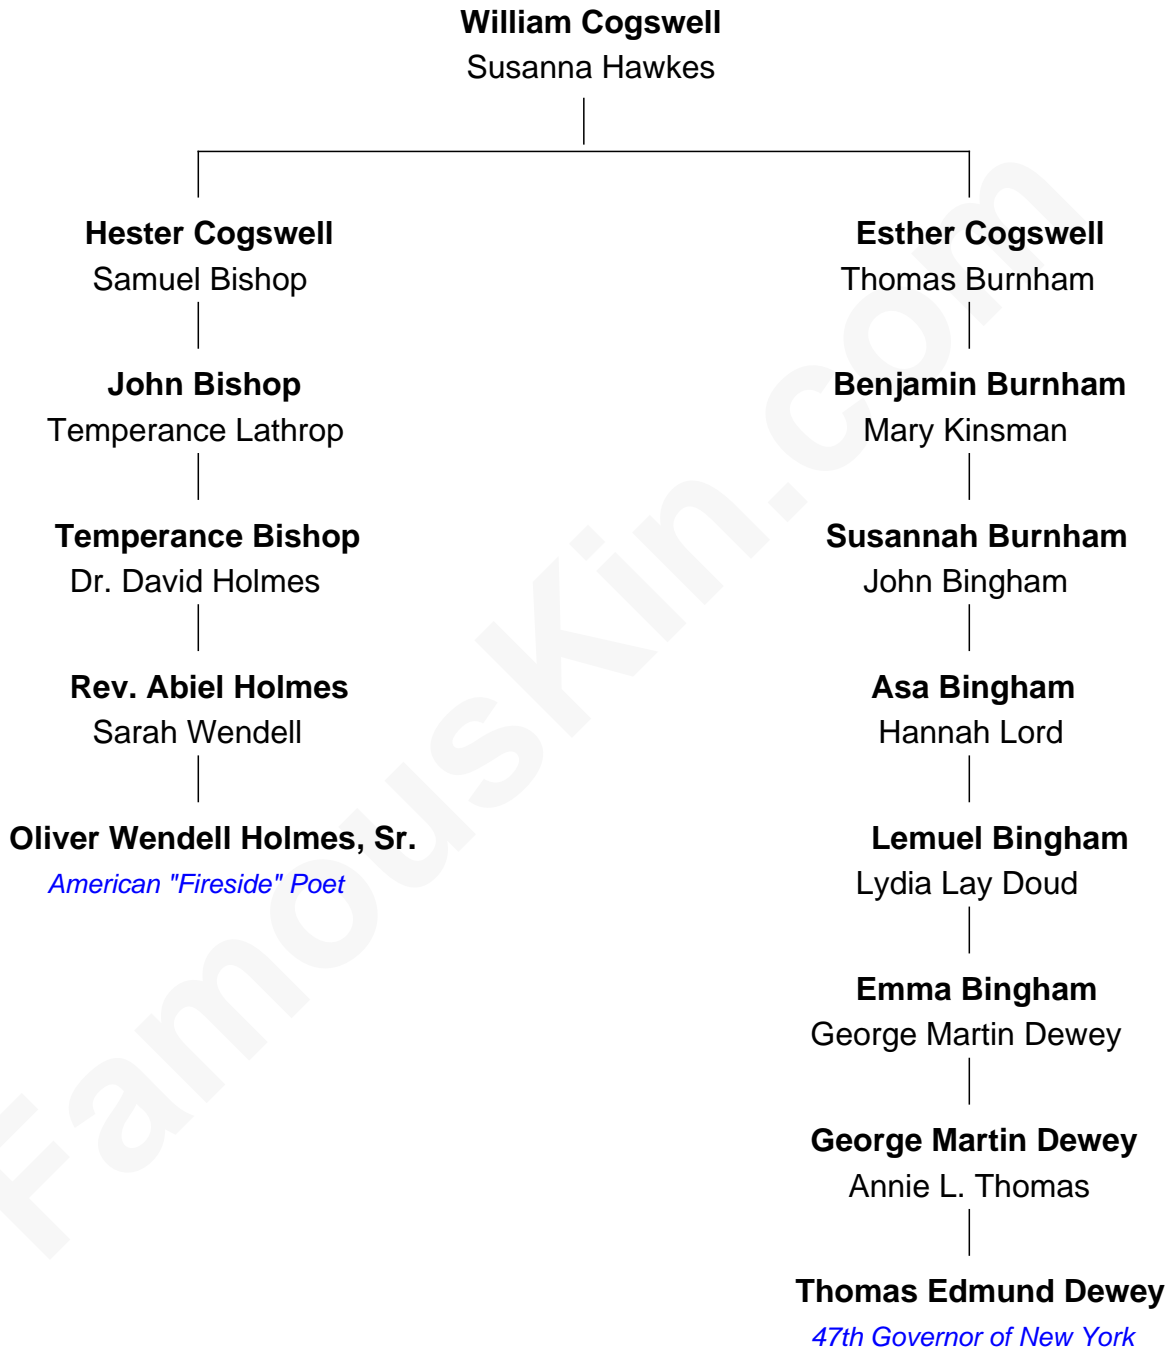 William Cogswell
Susanna Hawkes
Hester Cogswell
Samuel Bishop
John Bishop
Temperance Lathrop
Temperance Bishop
Dr. David Holmes
Rev. Abiel Holmes
Sarah Wendell
Oliver Wendell Holmes, Sr.
American "Fireside" Poet
Esther Cogswell
Thomas Burnham
Benjamin Burnham
Mary Kinsman
Susannah Burnham
John Bingham
Asa Bingham
Hannah Lord
Lemuel Bingham
Lydia Lay Doud
Emma Bingham
George Martin Dewey
George Martin Dewey
Annie L. Thomas
Thomas Edmund Dewey
47th Governor of New York
FamousKin.com